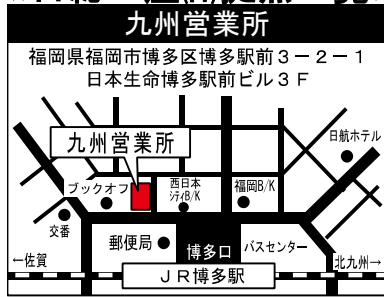 九州営業所
福岡県福岡市博多区博多駅前3－2－1
日本生命博多駅前ビル3F
九州営業所
日航ホテル
ブックオフ
西日本
ｼﾃｨB/K
福岡B/K
交番
郵便局
博多口
バスセンター
←佐賀
北九州→
JR博多駅